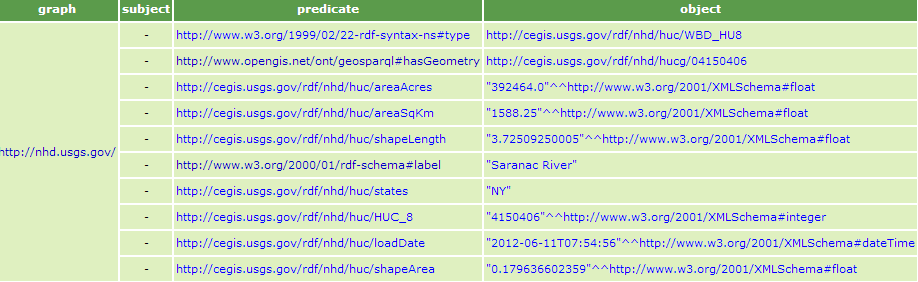 graph subject predicate object
- http://www.w3.org/1999/02/22-rdf-syntax-ns#type http://cegis.usgs.gov/rdf/nhd/huc/WBD_HU8
- http://www.opengis.net/ont/geosparql#hasGeometry http://cegis.usgs.gov/rdf/nhd/hucg/04150406
- http://cegis.usgs.gov/rdf/nhd/huc/areaAcres "392464.0"^^http://www.w3.org/2001/XMLSchema#float
- http://cegis.usgs.gov/rdf/nhd/huc/areaSqKm "1588.25"^^http://www.w3.org/2001/XMLSchema#float
- http://cegis.usgs.gov/rdf/nhd/huc/shapeLength "3.72509250005"^^http://www.w3.org/2001/XMLSchema#float
http://nhd.usgs.gov/ - http://www.w3.org/2000/01/rdf-schema#label "Saranac River"
- http://cegis.usgs.gov/rdf/nhd/huc/states "NY"
- http://cegis.usgs.gov/rdf/nhd/huc/HUC_8 "4150406"^^http://www.w3.org/2001/XMLSchema#integer
- http://cegis.usgs.gov/rdf/nhd/huc/loadDate "2012-06-11T07:54:56"^^http://www.w3.org/2001/XMLSchema#dateTime
- http://cegis.usgs.gov/rdf/nhd/huc/shapeArea "0.179636602359"^^http://www.w3.org/2001/XMLSchema#float